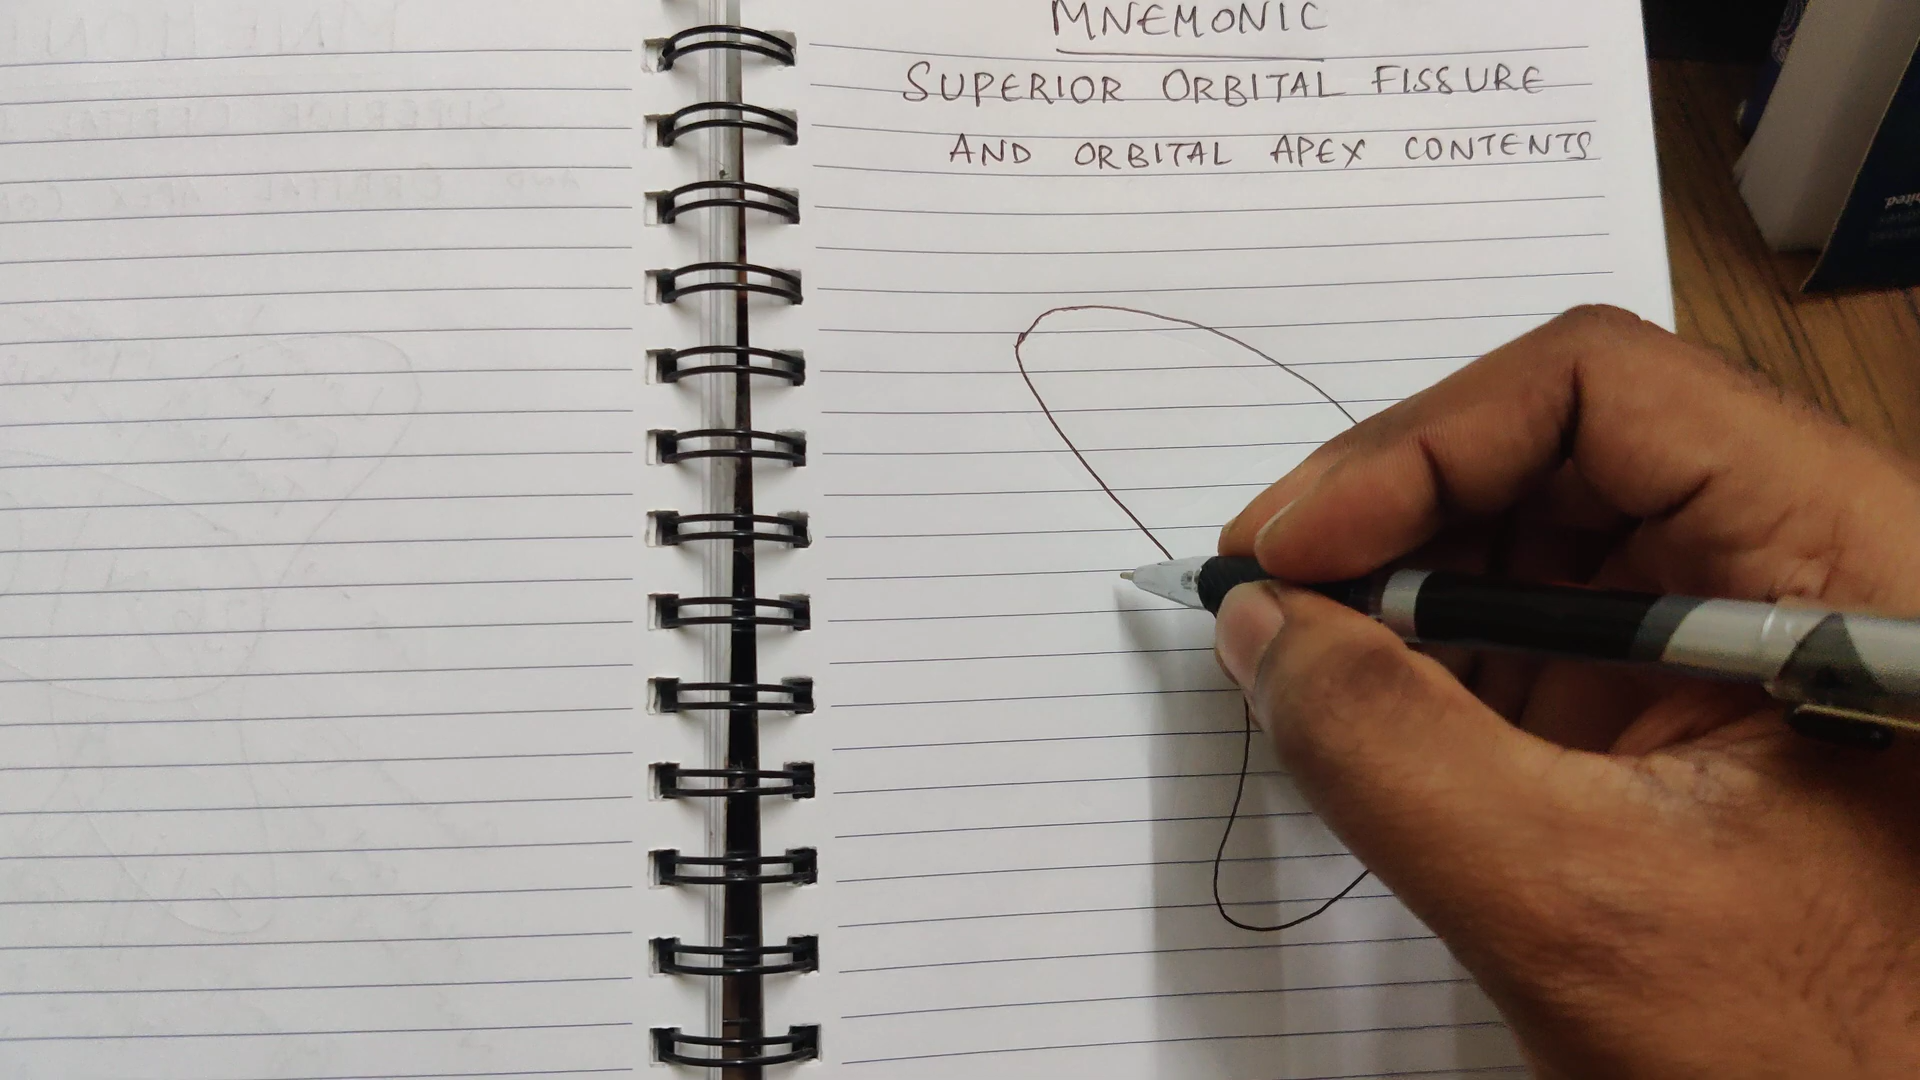 MNEMONIC
SUPERIOR ORBITAL FISSURE
AND ORBITAL APEX CONTENTS